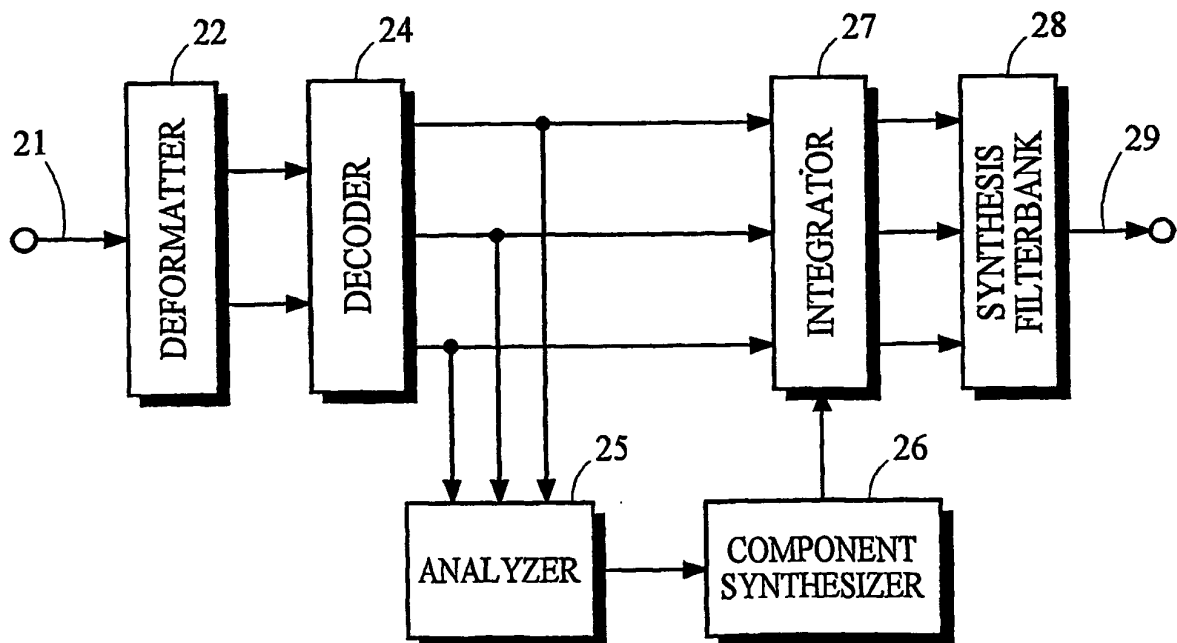 22
24
27
28
21
29
DEFORMATTER
DECODER
INTEGRATOR
SYNTHESIS
FILTERBANK
25
26
ANALYZER
COMPONENT
SYNTHESIZER